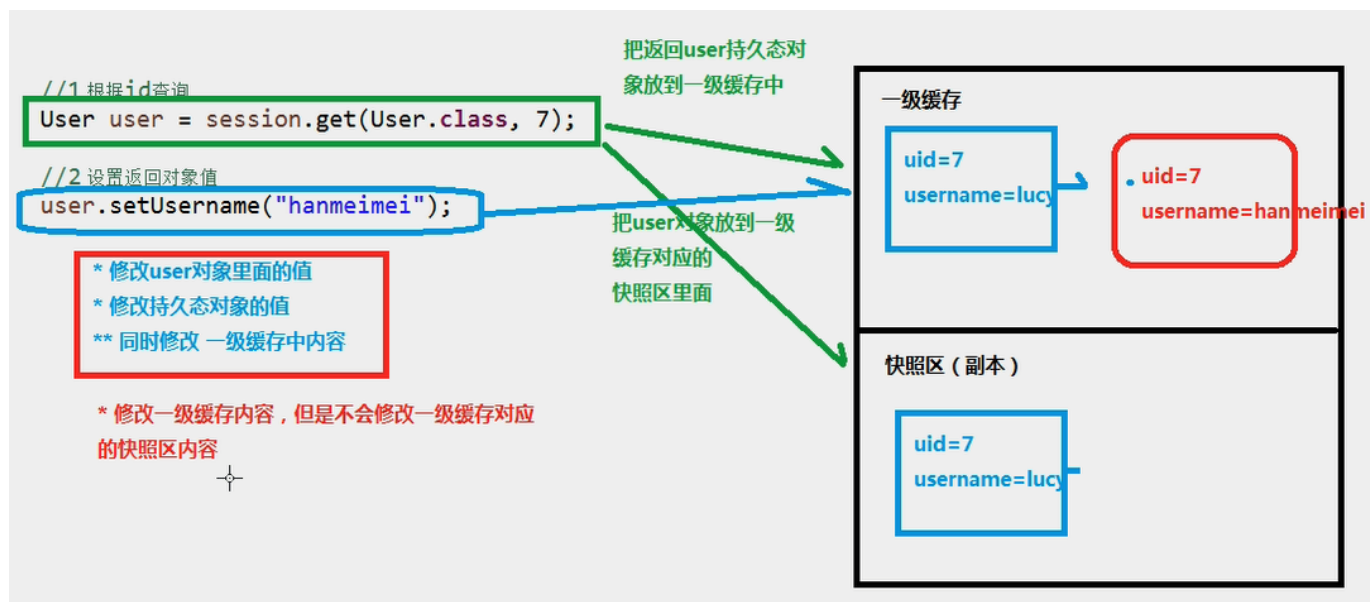 //1 根据id查询
User user = session.get(User.class, 7);
//2 设置返回对象值
user.setUsername("hanmeimei");
* 修改user对象里面的值
* 修改持久态对象的值
** 同时修改 一级缓存中内容
* 修改一级缓存内容，但是不会修改一级缓存对应
的快照区内容
把返回user持久态对
象放到一级缓存中
把user对象放到一级
缓存对应的
快照区里面
一级缓存
uid=7
username=lucy
uid=7
username=hanmeimei
快照区（副本）
uid=7
username=lucy